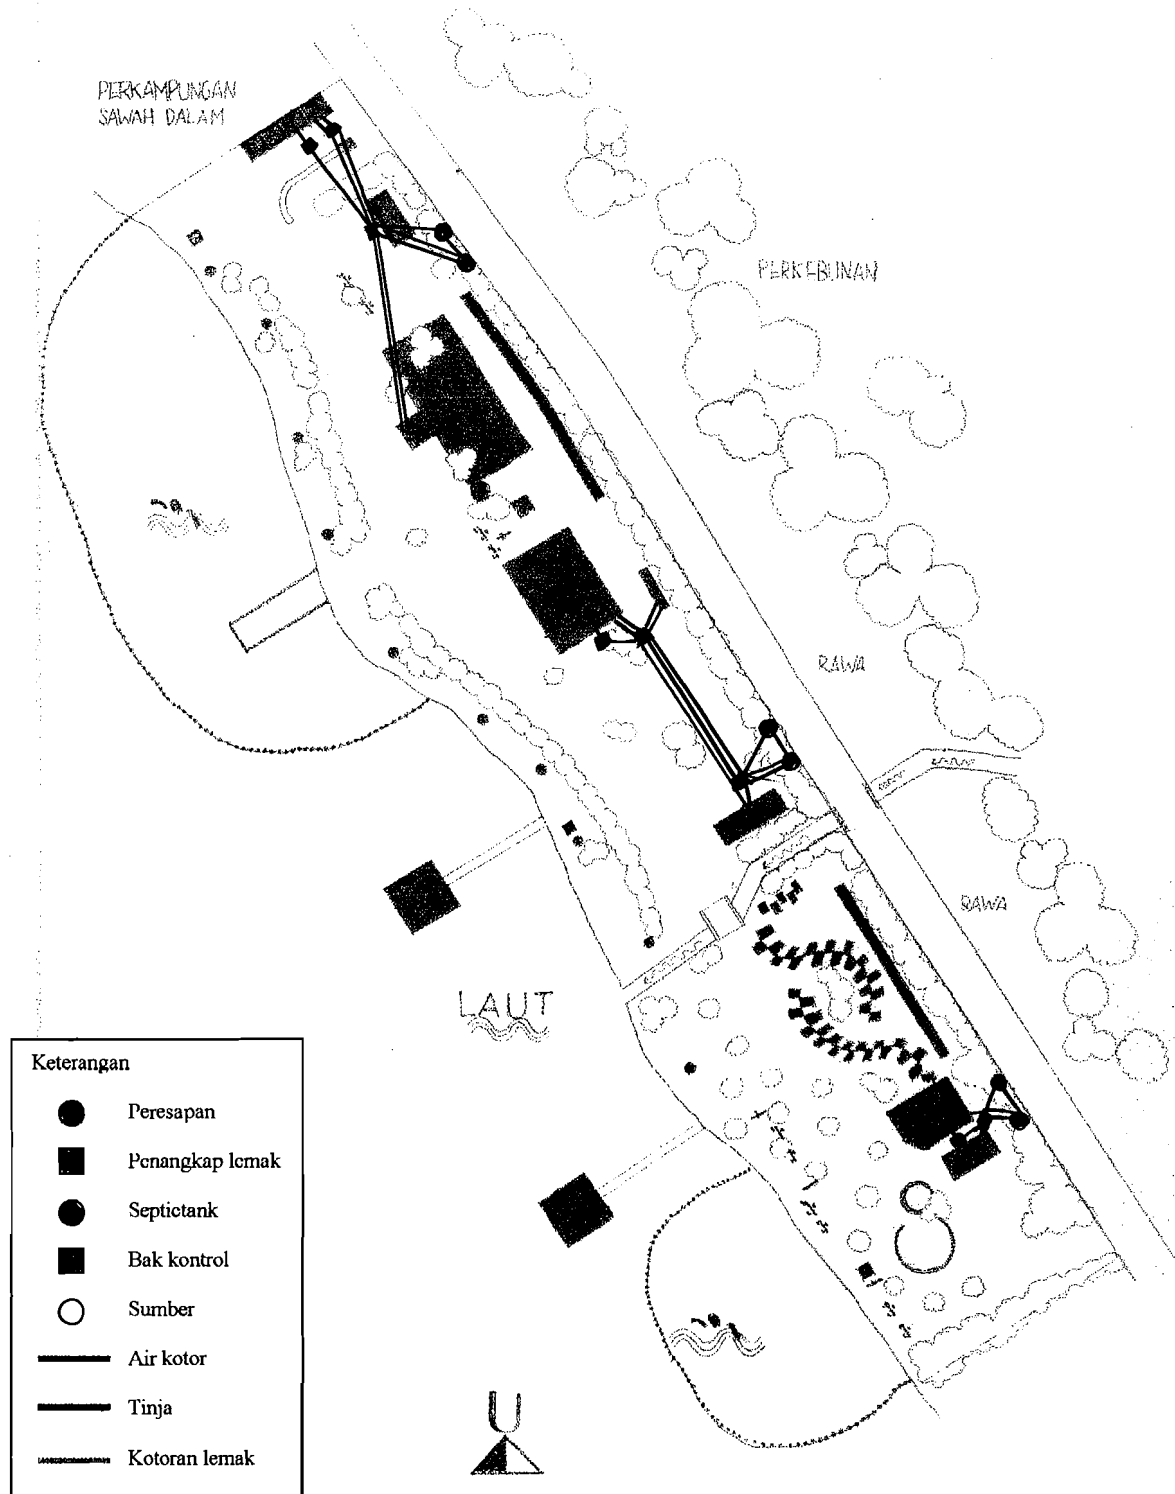 PERKAMPUNGAN
SAWAH DALAM
PERKEBUNAN
RAWA
RAWA
LAUT
Keterangan
Peresapan
Penangkap lemak
Septictank
Bak kontrol
Sumber
Air kotor
Tinja
Kotoran lemak
U